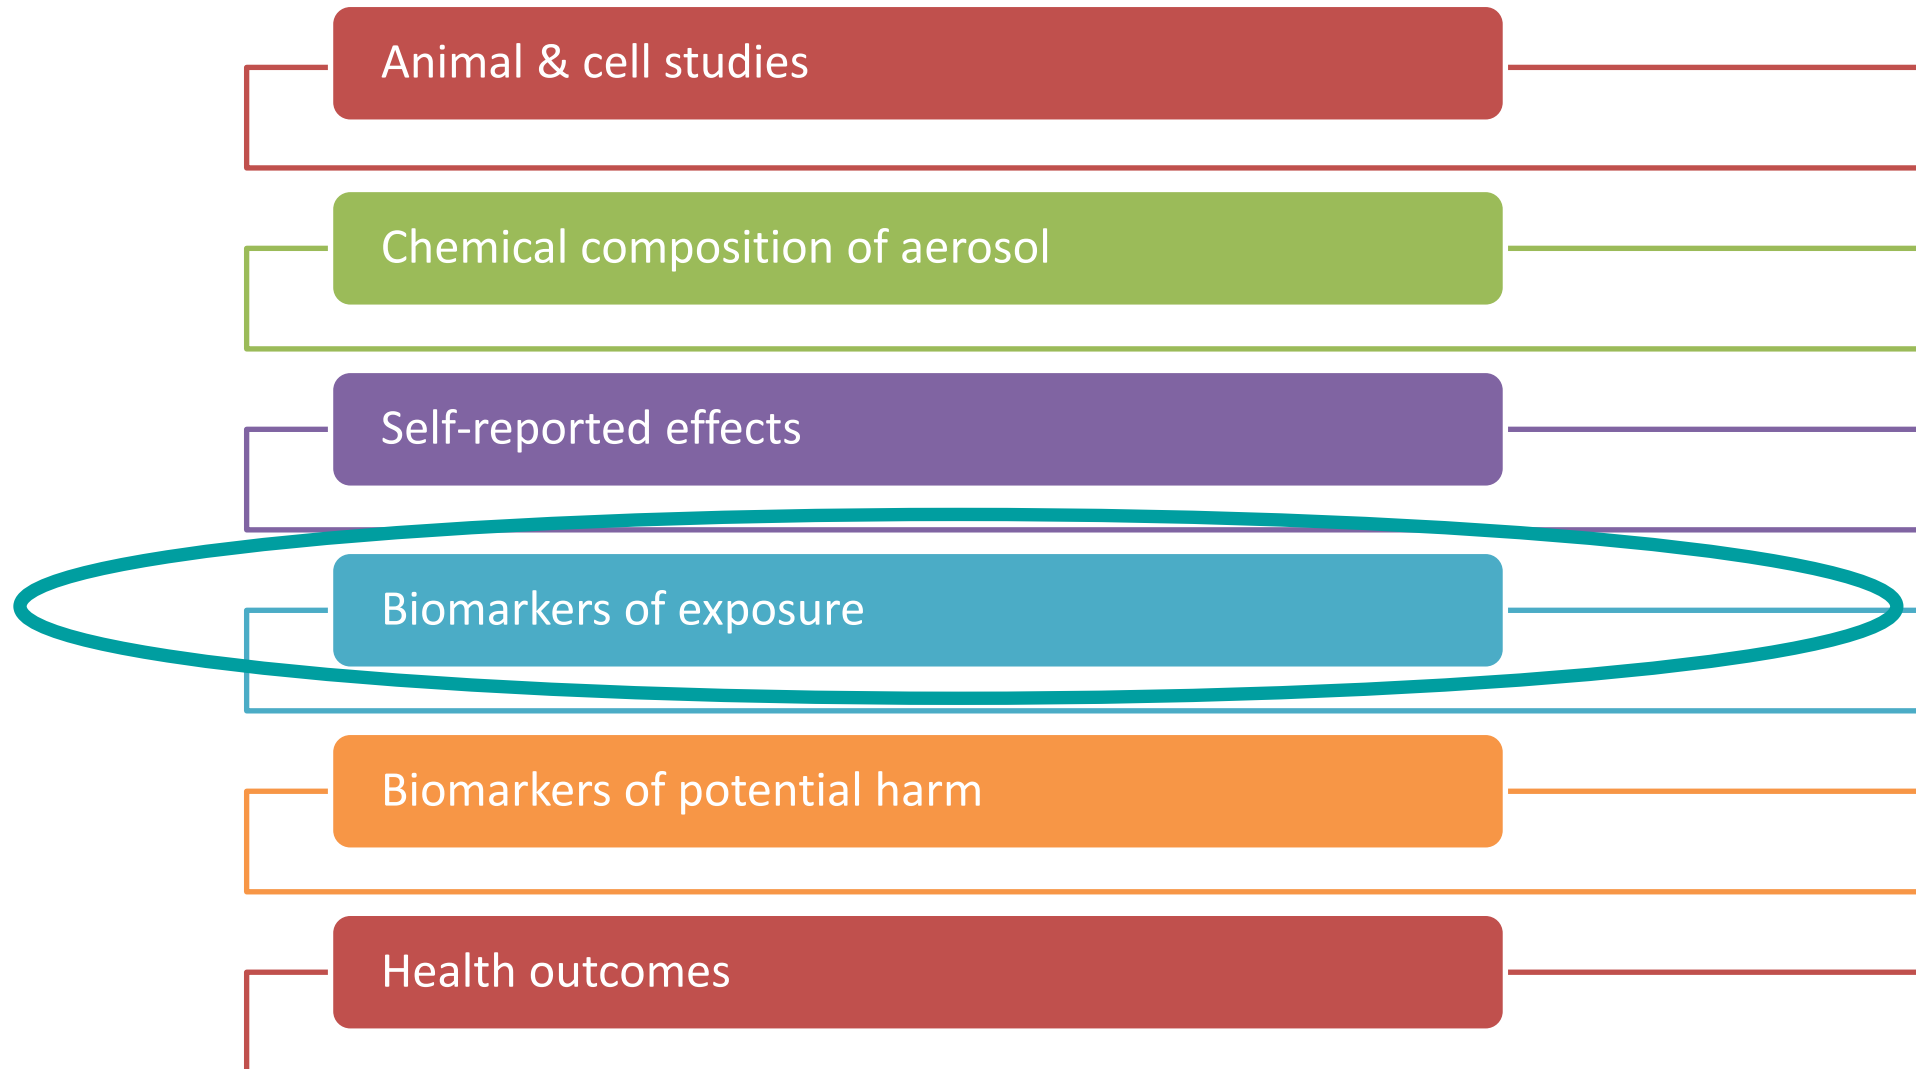 Animal & cell studies
Chemical composition of aerosol
Self-reported effects
Biomarkers of exposure
Biomarkers of potential harm
Health outcomes